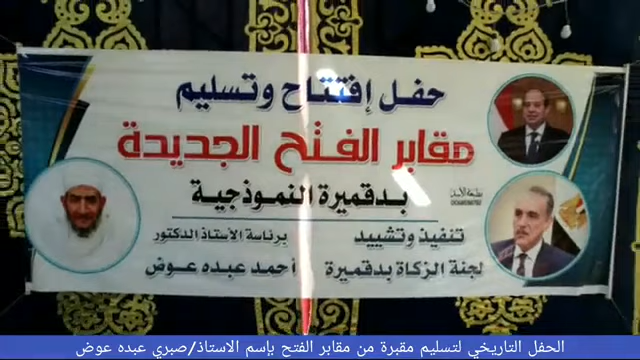 حفل إفتتاح وتسليم
مقابر الفتح الجديدة
بدقميرة النموذجية
تنفيذ وتشييد
لجنة الزكاة بدقميرة
برئاسة الأستاذ الدكتور
أحمد عبده عوض
الحفل التاريخي لتسليم مقبرة من مقابر الفتح بإسم الاستاذ/صبري عبده عوض